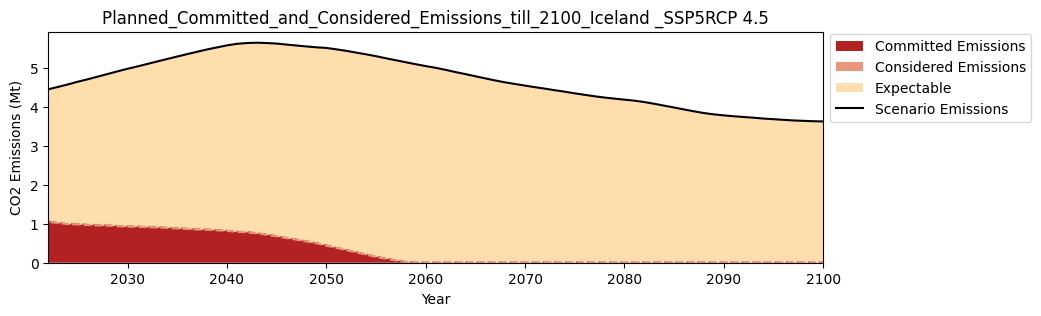 Planned_Committed_and_Considered_Emissions_till_2100_Iceland _SSP5RCP 4.5
CO2 Emissions (Mt)
5
4
3
2
1
0
2030 2040 2050 2060 2070 2080 2090 2100
Year
Committed Emissions
Considered Emissions
Expectable
Scenario Emissions